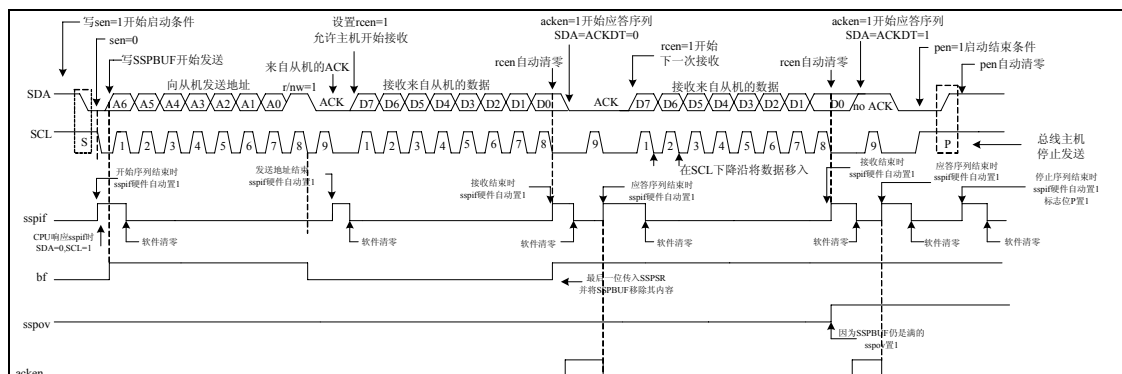 写sen=1开始启动条件
sen=0
写SSPBUF开始发送
向从机发送地址
r/nw=1
来自从机的ACK
设置rcen=1
允许主机开始接收
接收来自从机的数据
rcen自动清零
acken=1开始应答序列
SDA=ACKDT=0
rcen=1开始
下一次接收
接收来自从机的数据
rcen自动清零
acken=1开始应答序列
SDA=ACKDT=1
pen=1启动结束条件
pen自动清零
SDA
A6 A5 A4 A3 A2 A1 A0 ACK D7 D6 D5 D4 D3 D2 D1 D0 ACK D7 D6 D5 D4 D3 D2 D1 D0 no ACK
SCL
S 1 2 3 4 5 6 7 8 9 1 2 3 4 5 6 7 8 9 1 2 3 4 5 6 7 8 9 P
总线主机
停止发送
在SCL下降沿将数据移入
开始序列结束时
sspif硬件自动置1
发送地址结束
sspif硬件自动置1
接收结束时
sspif硬件自动置1
应答序列结束时
sspif硬件自动置1
接收结束时
sspif硬件自动置1
应答序列结束时
sspif硬件自动置1
停止序列结束时
sspif硬件自动置1
标志位P置1
sspif
CPU响应sspif时
SDA=0,SCL=1
软件清零
软件清零
软件清零
软件清零
软件清零
软件清零
软件清零
bf
最后一位传入SSPSR
并将SSPBUF移除其内容
sspov
因为SSPBUF仍是满的
sspov置1
acken